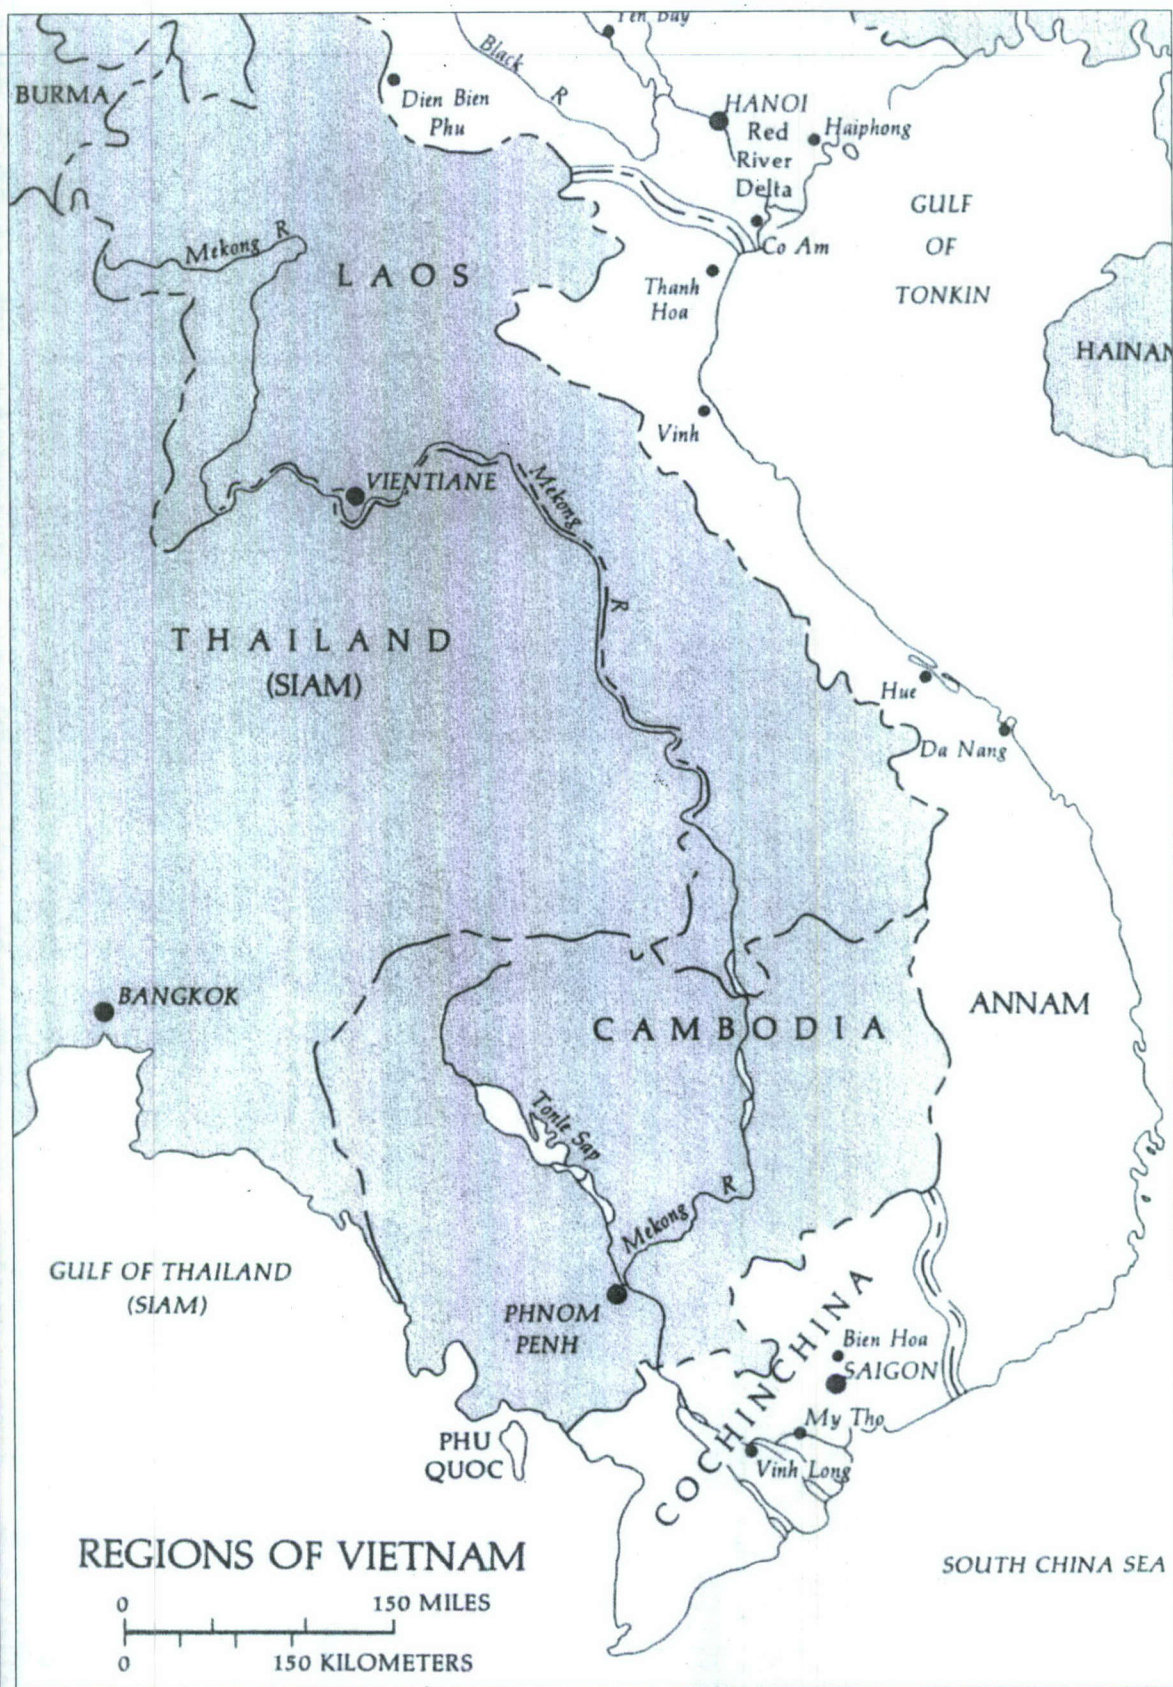 Yen Bay
Black
R
BURMA
Dien Bien
Phu
HANOI
Red
River
Delta
Haiphong
GULF
OF
TONKIN
Mekong R
LAOS
Co Am
Thanh
Hoa
HAINAN
Vinh
VIENTIANE
Mekong
R
THAILAND
(SIAM)
Hue
Da Nang
BANGKOK
CAMBODIA
ANNAM
Tonle Sap
Mekong R
GULF OF THAILAND
(SIAM)
PHNOM
PENH
COCHINCHINA
Bien Hoa
SAIGON
My Tho
Vinh Long
PHU
QUOC
REGIONS OF VIETNAM
SOUTH CHINA SEA
0 150 MILES
0 150 KILOMETERS